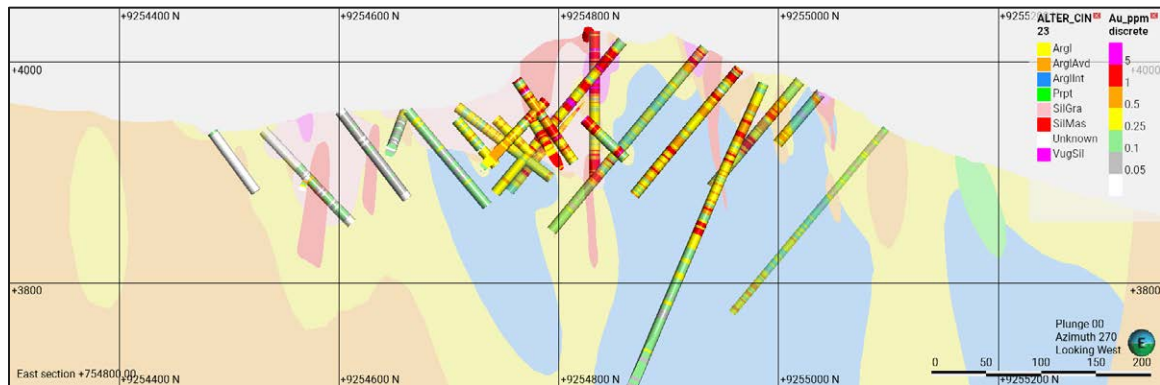 +9254400 N
+9254600 N
+9254800 N
+9255000 N
ALTER_CIN
23
Argl
ArglAvd
ArglInt
Prpt
SilGra
SilMas
Unknown
VugSil
Au_ppm
discrete
5
1
0.5
0.25
0.1
0.05
+4000
+4000
+3800
+3800
Plunge 00
Azimuth 270
Looking West
E
0 50 100 150 200
East section +754800.00
+9254400 N
+9254600 N
+9254800 N
+9255000 N
+9255200 N